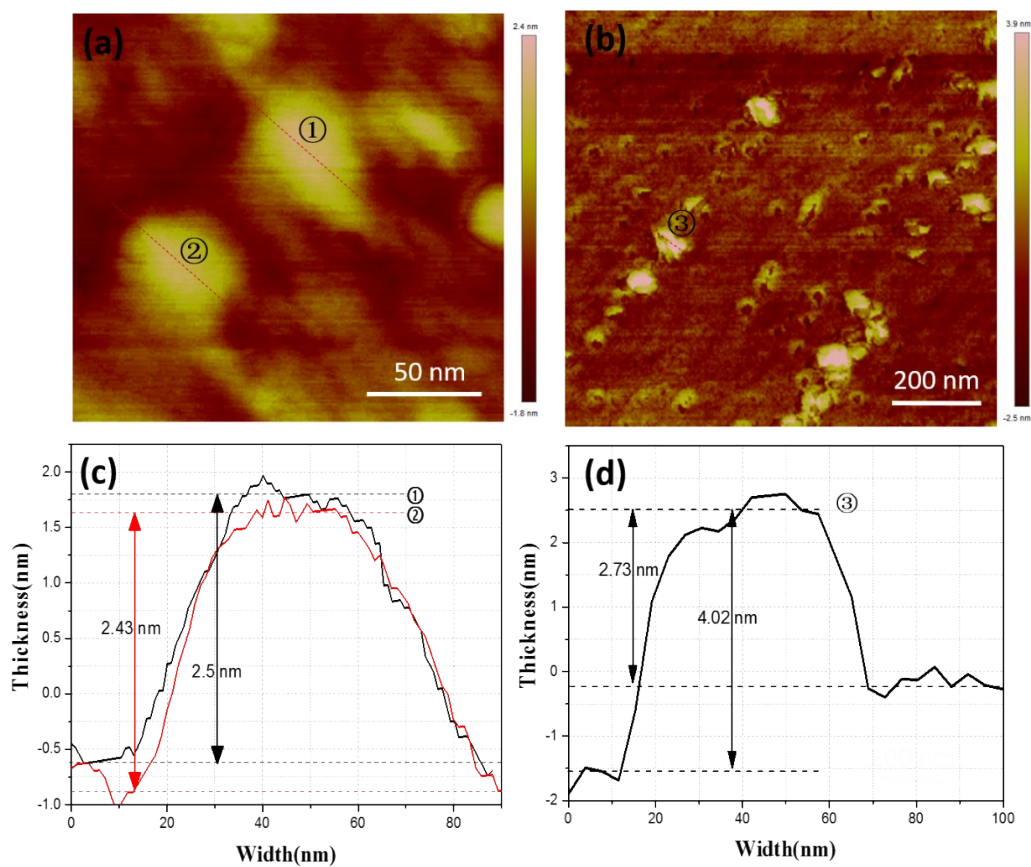 (a)
2.4 nm
①
②
50 nm
-1.8 nm
(b)
3.9 nm
③
200 nm
-2.5 nm
(c)
2.0
1.5
1.0
0.5
0.0
-0.5
-1.0
Thickness(nm)
①
②
2.43 nm
2.5 nm
0
20
40
60
80
Width(nm)
(d)
3
2
1
0
-1
-2
Thickness(nm)
③
2.73 nm
4.02 nm
0
20
40
60
80
100
Width(nm)